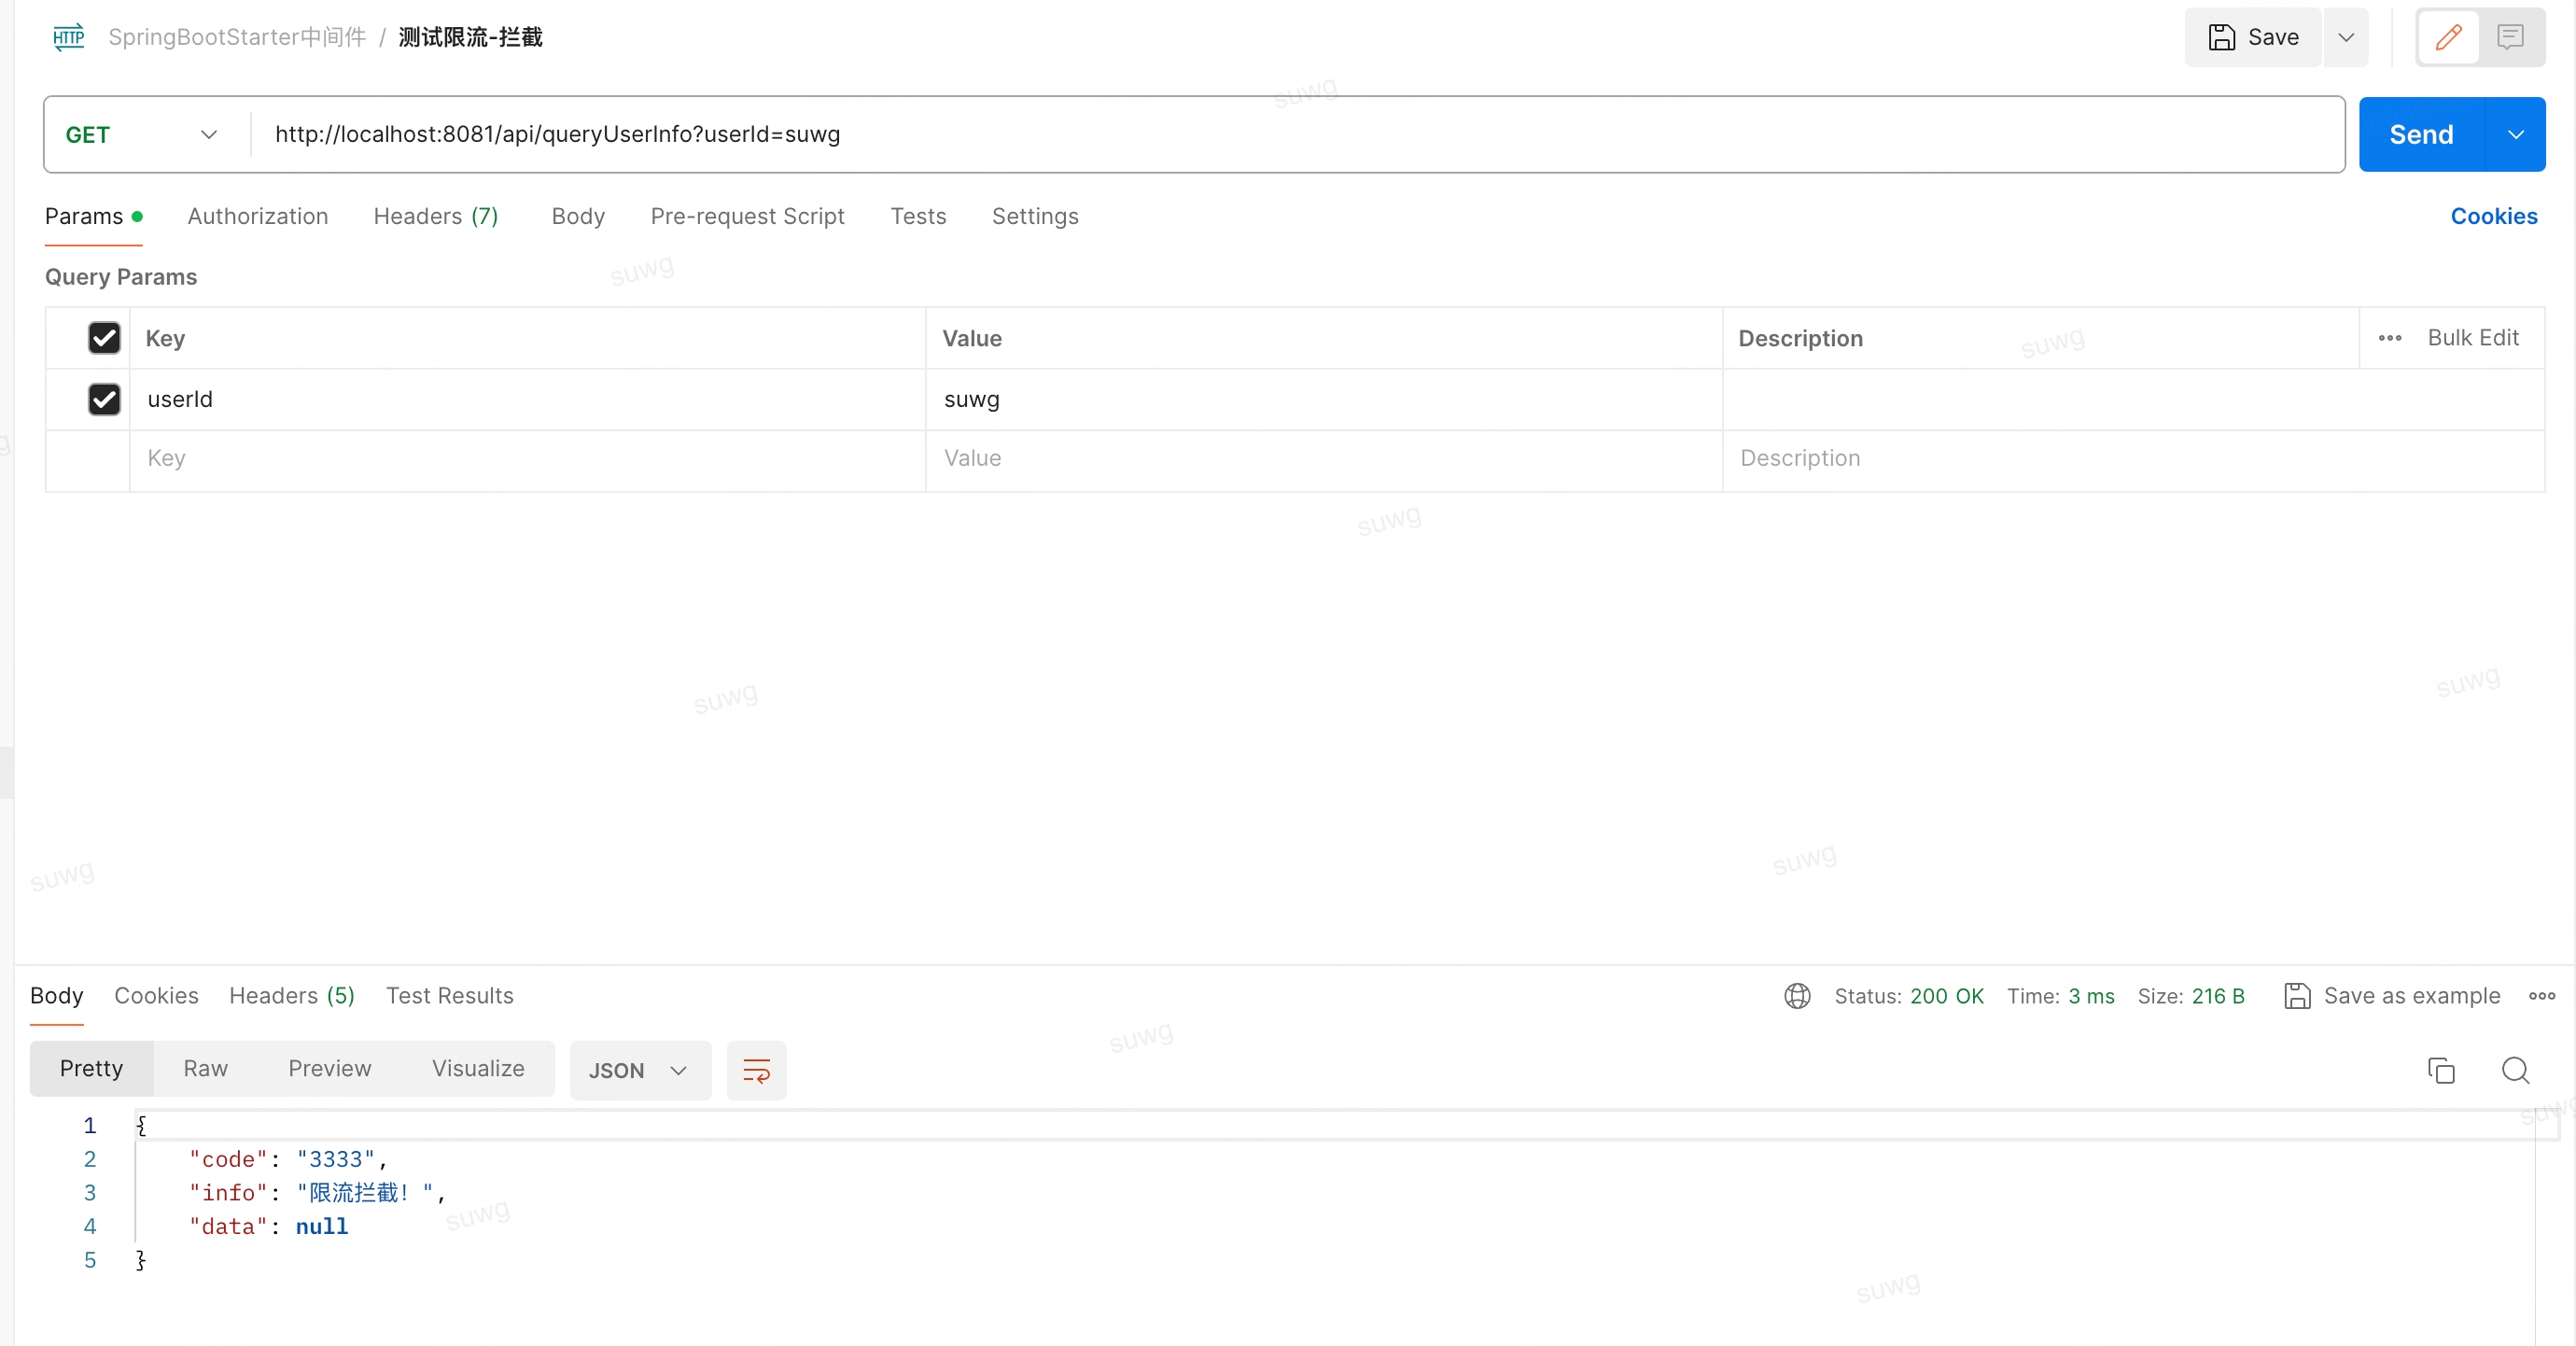 HTTP SpringBootStarter中间件 / 测试限流-拦截 Save
GET http://localhost:8081/api/queryUserInfo?userId=suwg Send
Params Authorization Headers (7) Body Pre-request Script Tests Settings Cookies
Query Params
Key Value Description Bulk Edit
userId suwg
Key Value Description
Body Cookies Headers (5) Test Results Status: 200 OK Time: 3 ms Size: 216 B Save as example
Pretty Raw Preview Visualize JSON
1 {
2 "code": "3333",
3 "info": "限流拦截！",
4 "data": null
5 }
suwg
suwg
suwg
suwg
suwg
suwg
suwg
suwg
suwg
suwg
suwg
suwg